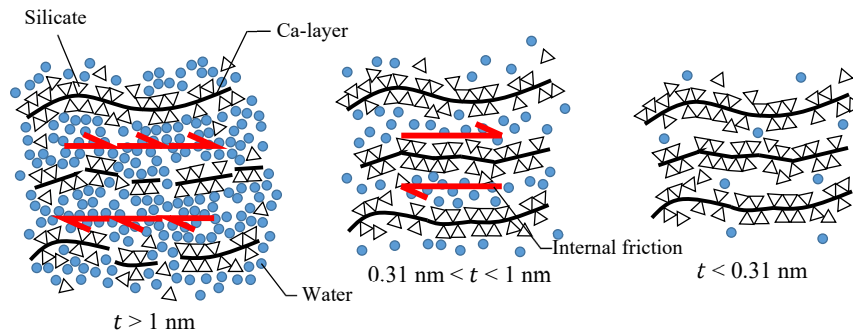 Silicate
Ca-layer
Internal friction
Water
t > 1 nm
0.31 nm < t < 1 nm
t < 0.31 nm